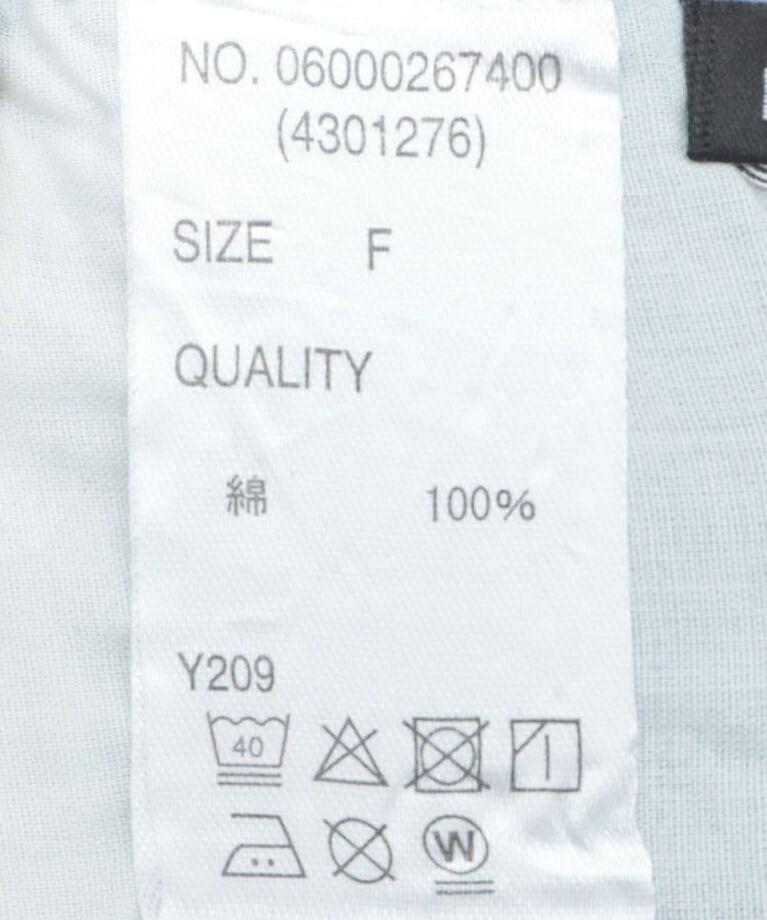 NO. 06000267400
(4301276)
SIZE F
QUALITY
綿 100%
Y209
40
W